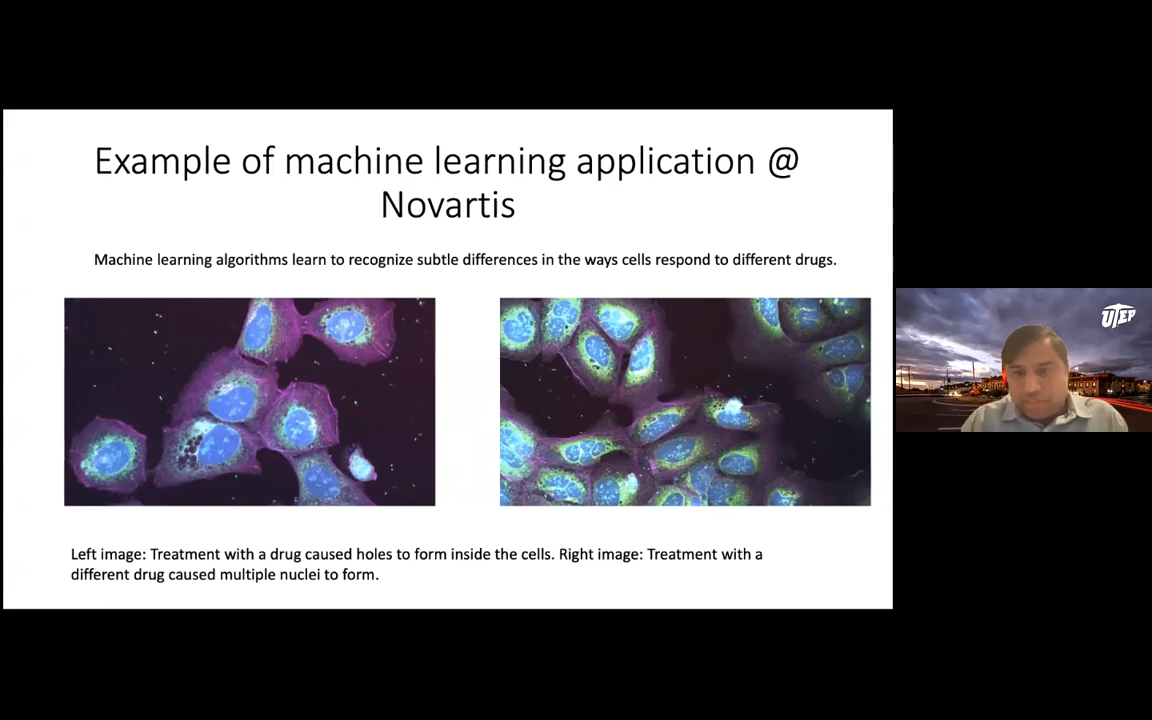 Example of machine learning application @
Novartis
Machine learning algorithms learn to recognize subtle differences in the ways cells respond to different drugs.
UTEP
Left image: Treatment with a drug caused holes to form inside the cells. Right image: Treatment with a
different drug caused multiple nuclei to form.